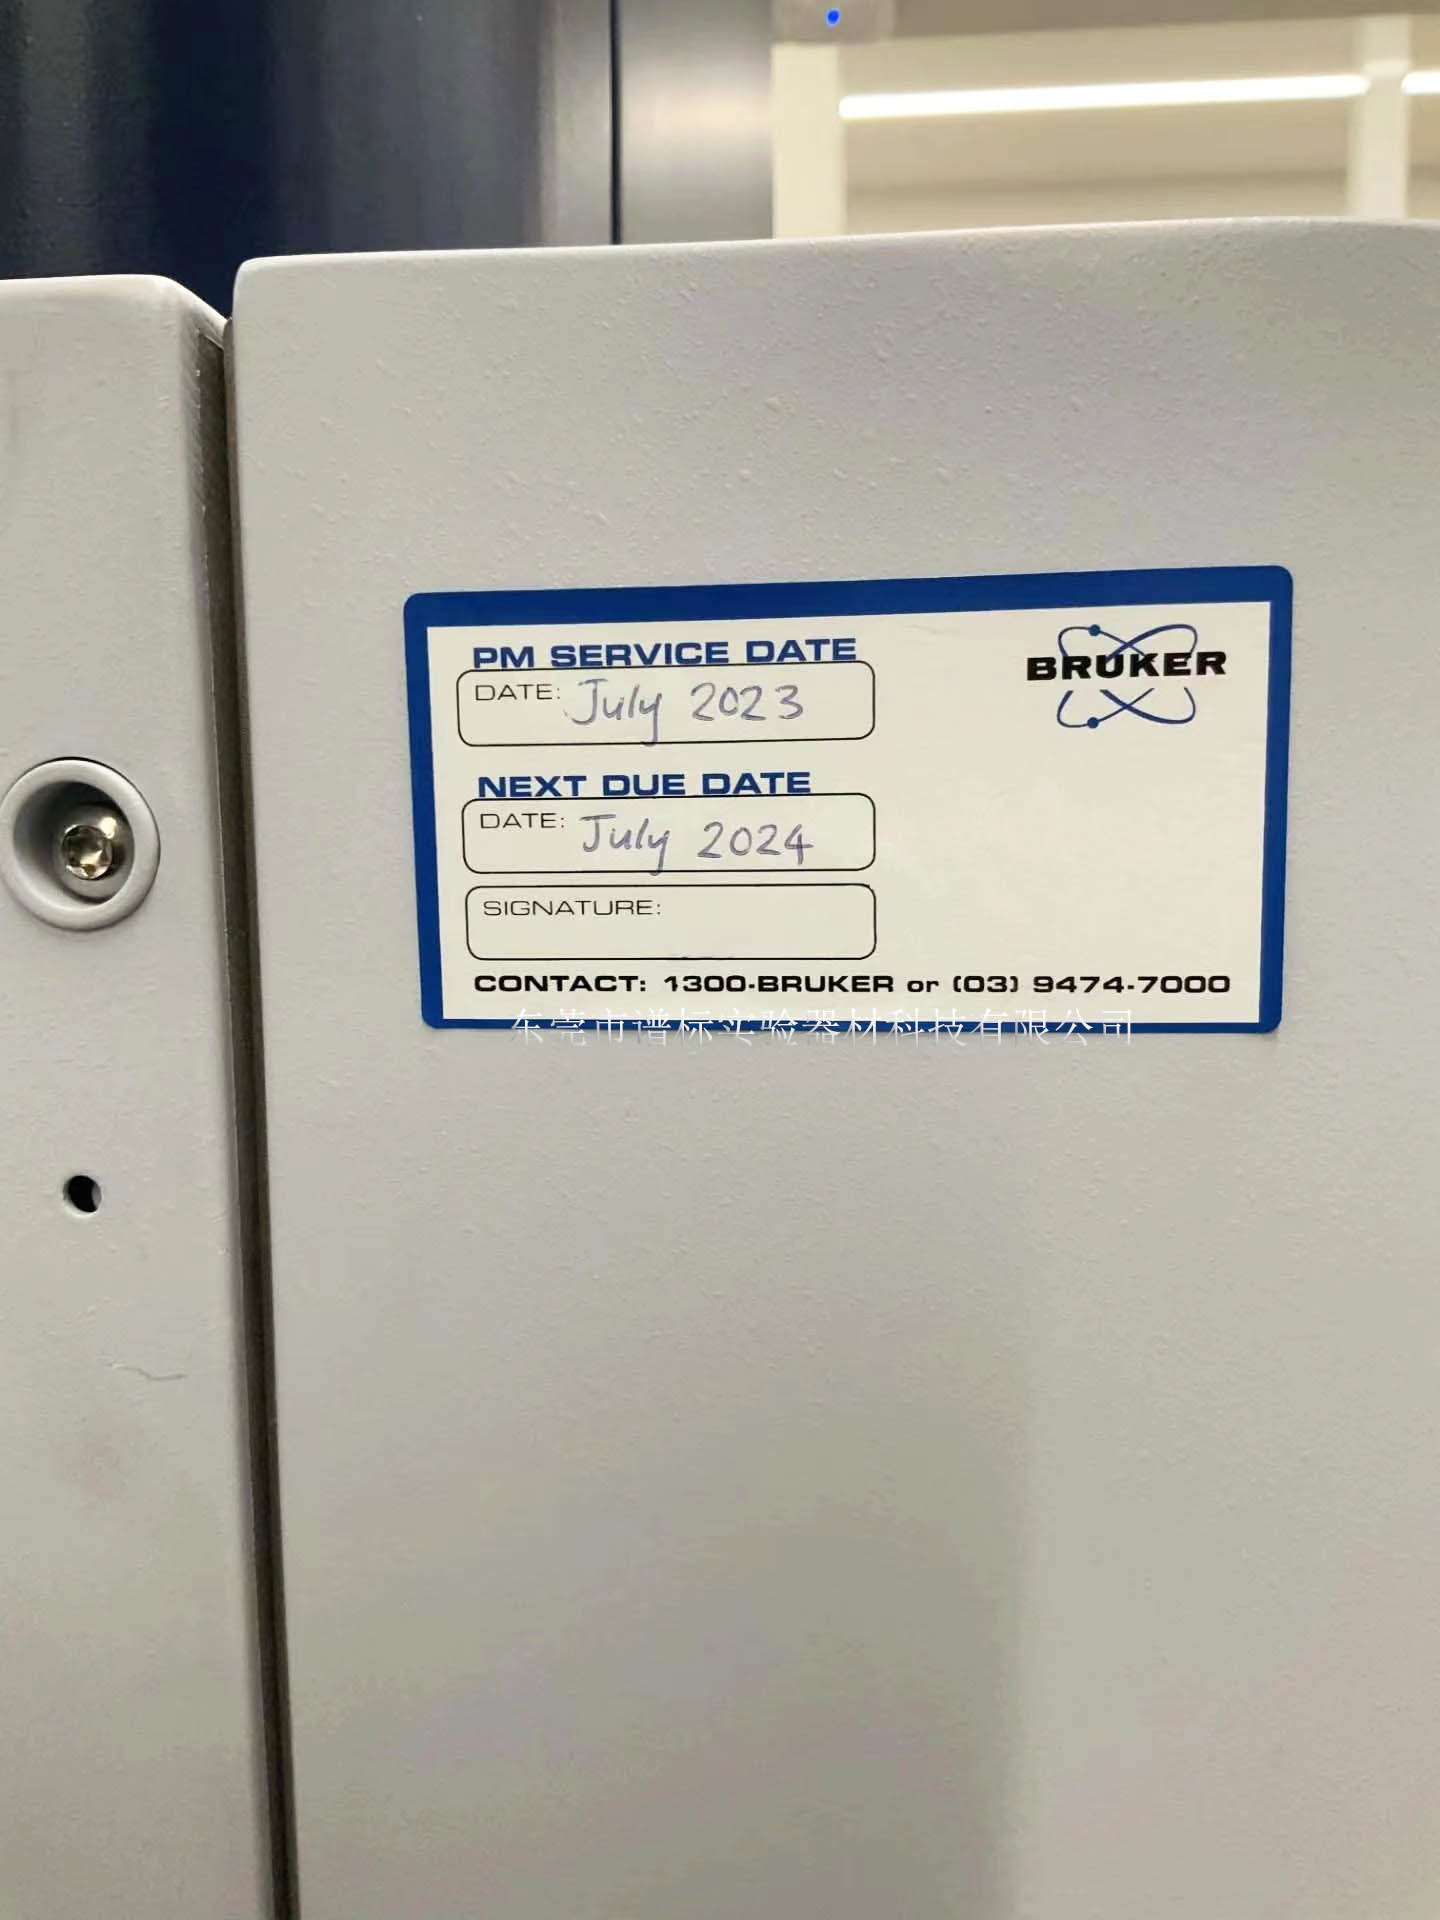 PM SERVICE DATE
DATE: July 2023
BRUKER
NEXT DUE DATE
DATE: July 2024
SIGNATURE:
CONTACT: 1300-BRUKER or (03) 9474-7000
东莞市谱标实验器材科技有限公司